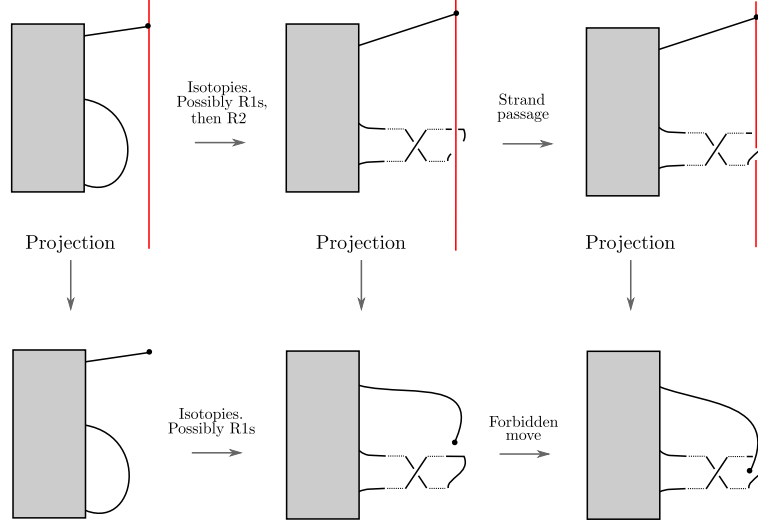 Isotopies.
Possibly R1s,
then R2
Strand
passage
Projection
Projection
Projection
Isotopies.
Possibly R1s
Forbidden
move